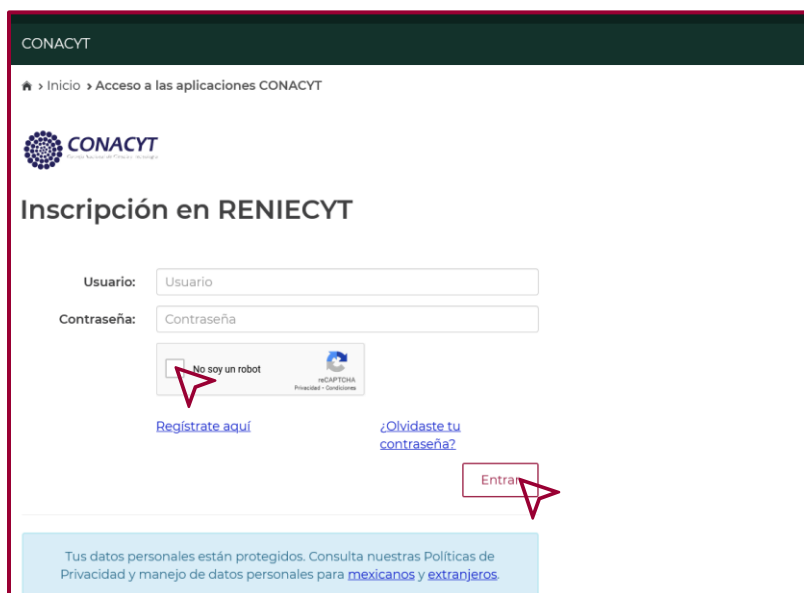 CONACYT
› Inicio › Acceso a las aplicaciones CONACYT
CONACYT
Inscripción en RENIECYT
Usuario: Usuario
Contraseña: Contraseña
No soy un robot
reCAPTCHA
Privacidad - Condiciones
Regístrate aquí ¿Olvidaste tu
contraseña?
Entrar
Tus datos personales están protegidos. Consulta nuestras Políticas de
Privacidad y manejo de datos personales para mexicanos y extranjeros.